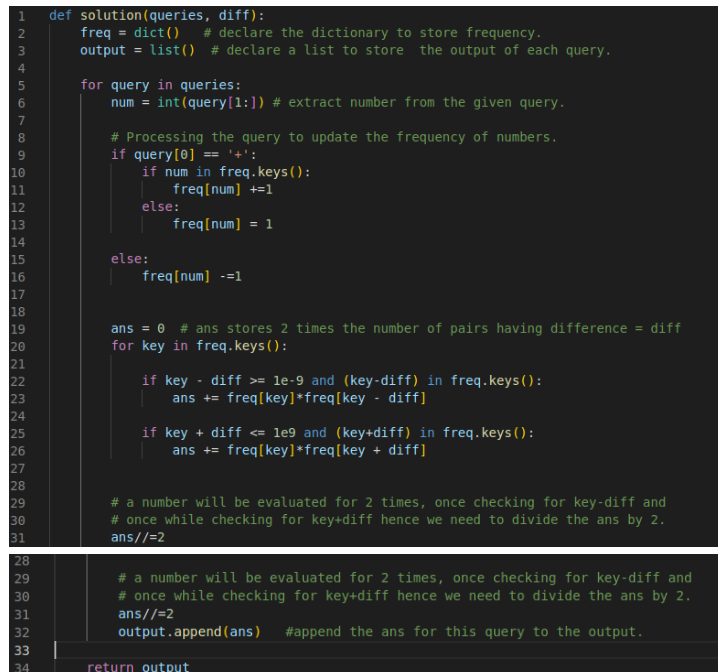 1 def solution(queries, diff):
2 freq = dict() # declare the dictionary to store frequency.
3 output = list() # declare a list to store the output of each query.
4
5 for query in queries:
6 num = int(query[1:]) # extract number from the given query.
7
8 # Processing the query to update the frequency of numbers.
9 if query[0] == '+':
10 if num in freq.keys():
11 freq[num] +=1
12 else:
13 freq[num] = 1
14
15 else:
16 freq[num] -=1
17
18
19 ans = 0 # ans stores 2 times the number of pairs having difference = diff
20 for key in freq.keys():
21
22 if key - diff >= 1e-9 and (key-diff) in freq.keys():
23 ans += freq[key]*freq[key - diff]
24
25 if key + diff <= 1e9 and (key+diff) in freq.keys():
26 ans += freq[key]*freq[key + diff]
27
28
29 # a number will be evaluated for 2 times, once checking for key-diff and
30 # once while checking for key+diff hence we need to divide the ans by 2.
31 ans//=2
28
29 # a number will be evaluated for 2 times, once checking for key-diff and
30 # once while checking for key+diff hence we need to divide the ans by 2.
31 ans//=2
32 output.append(ans) #append the ans for this query to the output.
33
34 return output